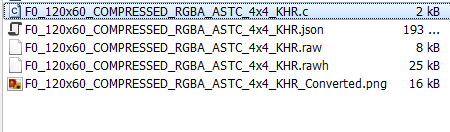 F0_120x60_COMPRESSED_RGBA_ASTC_4x4_KHR.c 2 kB
F0_120x60_COMPRESSED_RGBA_ASTC_4x4_KHR.json 193 ...
F0_120x60_COMPRESSED_RGBA_ASTC_4x4_KHR.raw 8 kB
F0_120x60_COMPRESSED_RGBA_ASTC_4x4_KHR.rawh 25 kB
F0_120x60_COMPRESSED_RGBA_ASTC_4x4_KHR_Converted.png 16 kB